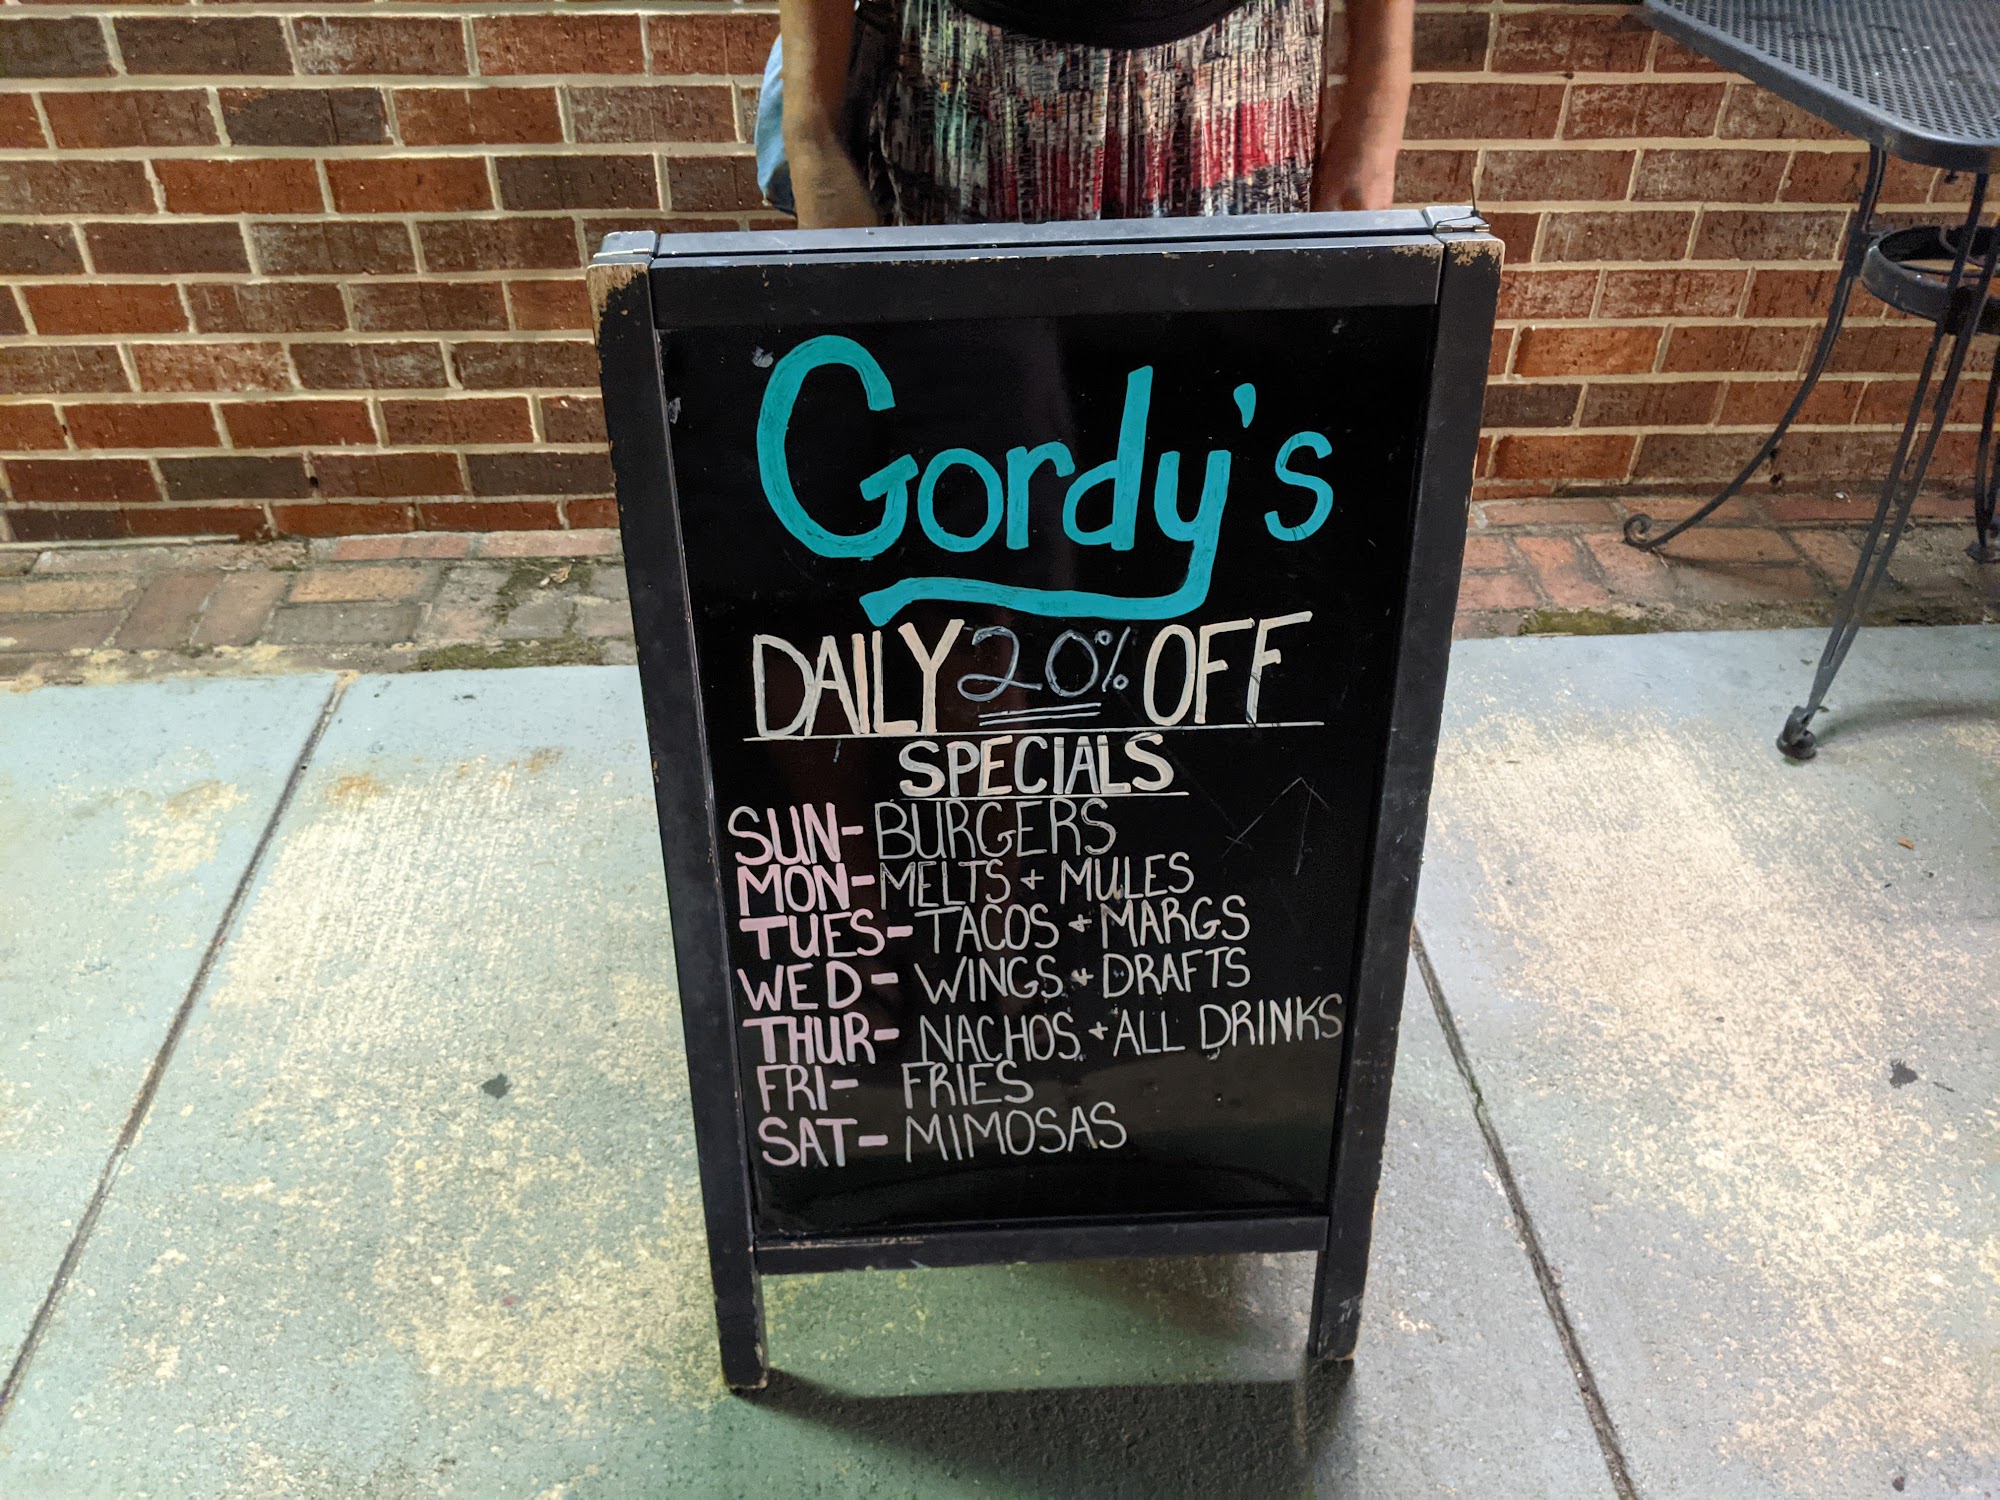 Gordy's
DAILY 20% OFF
SPECIALS
SUN- BURGERS
MON- MELTS + MULES
TUES- TACOS + MARGS
WED- WINGS + DRAFTS
THUR- NACHOS + ALL DRINKS
FRI- FRIES
SAT- MIMOSAS